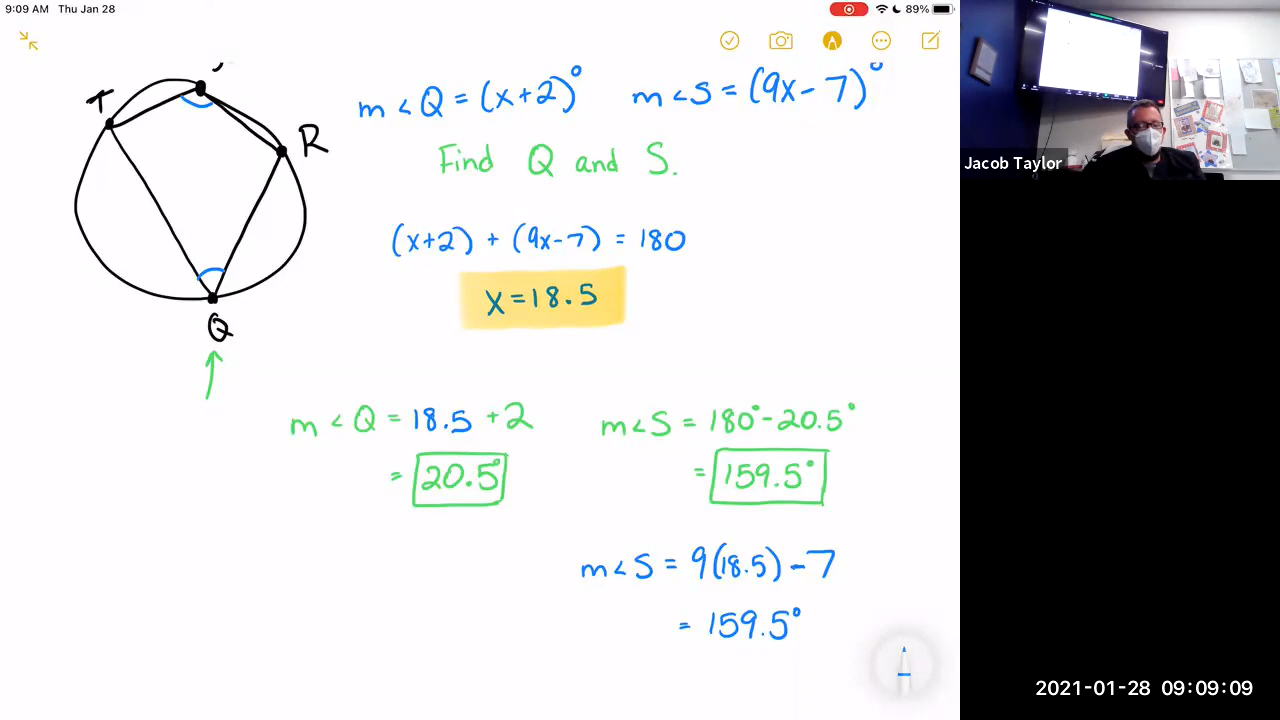 9:09 AM Thu Jan 28
89%
T
R
Q
m<Q = (x+2)° m<S = (9x-7)°
Find Q and S.
(x+2) + (9x-7) = 180
x=18.5
m<Q = 18.5 +2
= 20.5°
m<S = 180°-20.5°
= 159.5°
m<S = 9(18.5) -7
= 159.5°
Jacob Taylor
2021-01-28 09:09:09